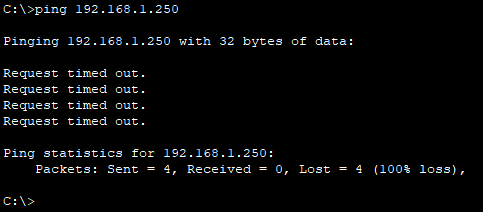 C:\>ping 192.168.1.250
Pinging 192.168.1.250 with 32 bytes of data:
Request timed out.
Request timed out.
Request timed out.
Request timed out.
Ping statistics for 192.168.1.250:
Packets: Sent = 4, Received = 0, Lost = 4 (100% loss),
C:\>